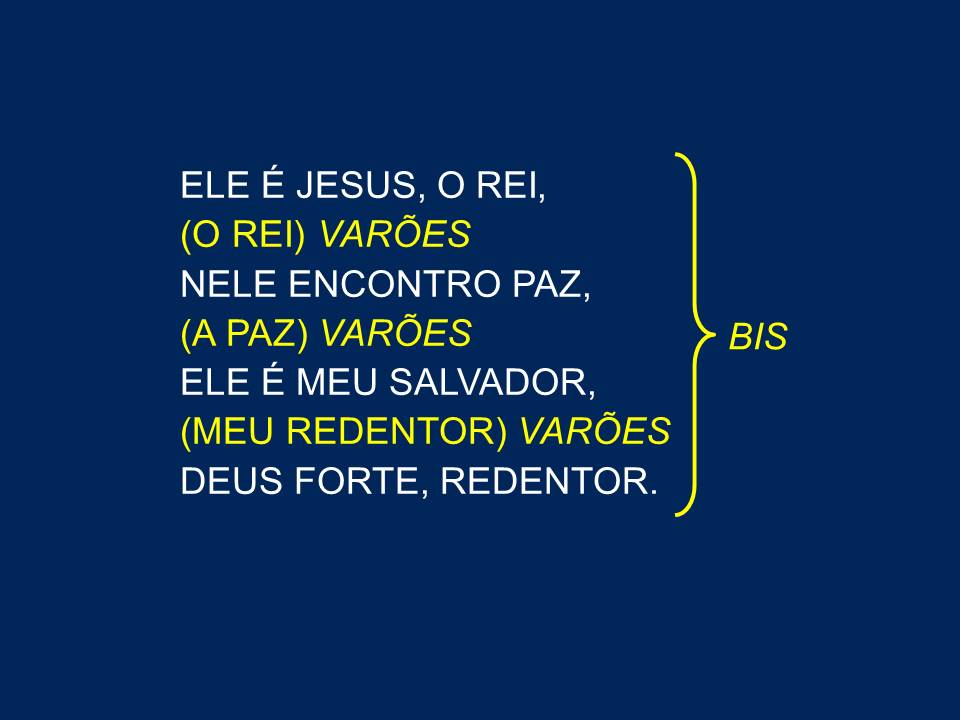 ELE É JESUS, O REI,
(O REI) VARÕES
NELE ENCONTRO PAZ,
(A PAZ) VARÕES
ELE É MEU SALVADOR,
(MEU REDENTOR) VARÕES
DEUS FORTE, REDENTOR.
BIS